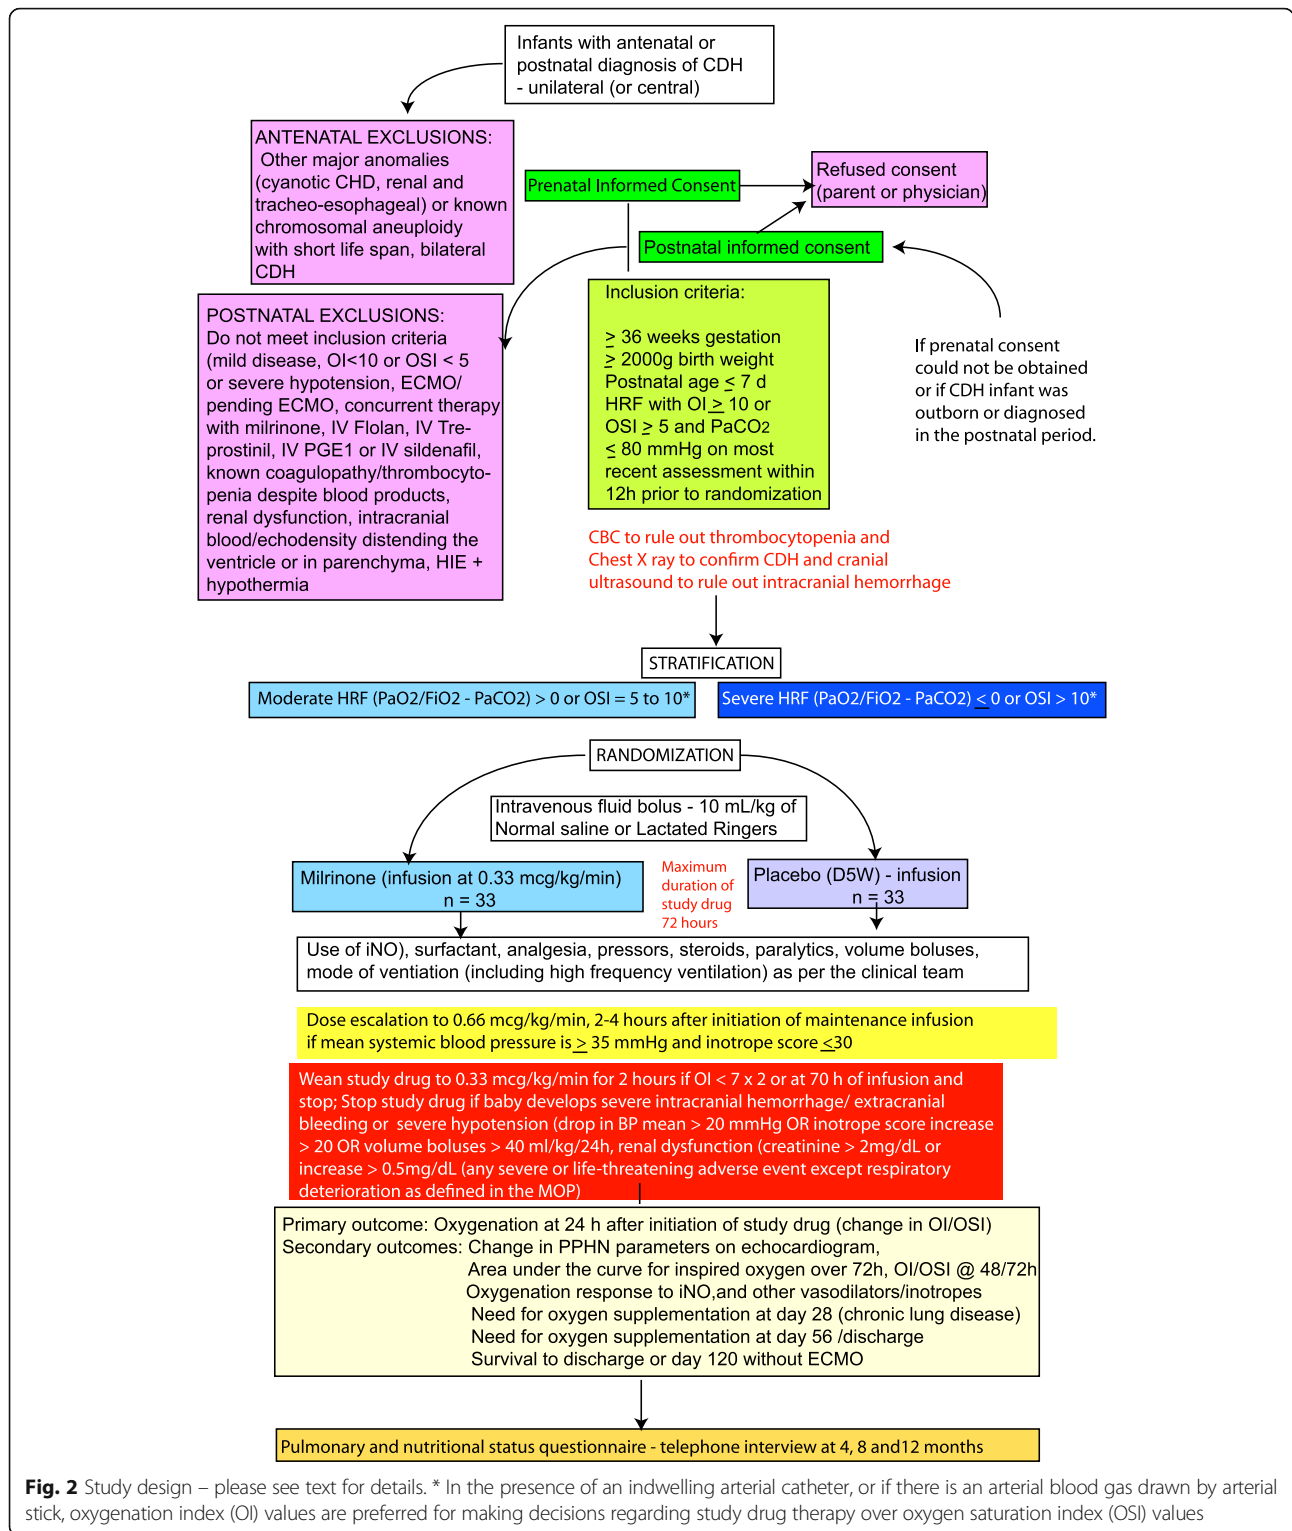 Infants with antenatal or
postnatal diagnosis of CDH
- unilateral (or central)
ANTENATAL EXCLUSIONS:
Other major anomalies
(cyanotic CHD, renal and
tracheo-esophageal) or known
chromosomal aneuploidy
with short life span, bilateral
CDH
Prenatal Informed Consent
Refused consent
(parent or physician)
Postnatal informed consent
POSTNATAL EXCLUSIONS:
Do not meet inclusion criteria
(mild disease, OI<10 or OSI < 5
or severe hypotension, ECMO/
pending ECMO, concurrent therapy
with milrinone, IV Flolan, IV Tre-
prostinil, IV PGE1 or IV sildenafil,
known coagulopathy/thrombocyto-
penia despite blood products,
renal dysfunction, intracranial
blood/echodensity distending the
ventricle or in parenchyma, HIE +
hypothermia
Inclusion criteria:
≥ 36 weeks gestation
≥ 2000g birth weight
Postnatal age ≤ 7 d
HRF with OI ≥ 10 or
OSI ≥ 5 and PaCO2
≤ 80 mmHg on most
recent assessment within
12h prior to randomization
If prenatal consent
could not be obtained
or if CDH infant was
outborn or diagnosed
in the postnatal period.
CBC to rule out thrombocytopenia and
Chest X ray to confirm CDH and cranial
ultrasound to rule out intracranial hemorrhage
STRATIFICATION
Moderate HRF (PaO2/FiO2 - PaCO2) > 0 or OSI = 5 to 10*
Severe HRF (PaO2/FiO2 - PaCO2) ≤ 0 or OSI > 10*
RANDOMIZATION
Intravenous fluid bolus - 10 mL/kg of
Normal saline or Lactated Ringers
Milrinone (infusion at 0.33 mcg/kg/min)
n = 33
Maximum
duration of
study drug
72 hours
Placebo (D5W) - infusion
n = 33
Use of iNO), surfactant, analgesia, pressors, steroids, paralytics, volume boluses,
mode of ventiation (including high frequency ventilation) as per the clinical team
Dose escalation to 0.66 mcg/kg/min, 2-4 hours after initiation of maintenance infusion
if mean systemic blood pressure is ≥ 35 mmHg and inotrope score ≤30
Wean study drug to 0.33 mcg/kg/min for 2 hours if OI < 7 x 2 or at 70 h of infusion and
stop; Stop study drug if baby develops severe intracranial hemorrhage/ extracranial
bleeding or severe hypotension (drop in BP mean > 20 mmHg OR inotrope score increase
> 20 OR volume boluses > 40 ml/kg/24h, renal dysfunction (creatinine > 2mg/dL or
increase > 0.5mg/dL (any severe or life-threatening adverse event except respiratory
deterioration as defined in the MOP)
Primary outcome: Oxygenation at 24 h after initiation of study drug (change in OI/OSI)
Secondary outcomes: Change in PPHN parameters on echocardiogram,
Area under the curve for inspired oxygen over 72h, OI/OSI @ 48/72h
Oxygenation response to iNO,and other vasodilators/inotropes
Need for oxygen supplementation at day 28 (chronic lung disease)
Need for oxygen supplementation at day 56 /discharge
Survival to discharge or day 120 without ECMO
Pulmonary and nutritional status questionnaire - telephone interview at 4, 8 and12 months
Fig. 2 Study design – please see text for details. * In the presence of an indwelling arterial catheter, or if there is an arterial blood gas drawn by arterial
stick, oxygenation index (OI) values are preferred for making decisions regarding study drug therapy over oxygen saturation index (OSI) values